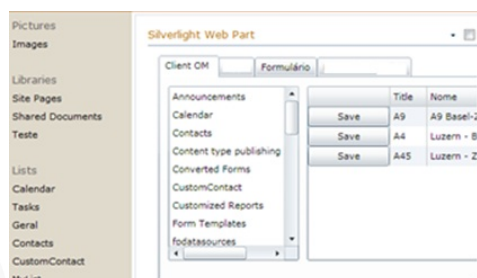 Pictures
Images
Libraries
Site Pages
Shared Documents
Teste
Lists
Calendar
Tasks
Geral
Contacts
CustomContact
MyList
Silverlight Web Part
Client OM
Formulário
Announcements
Calendar
Contacts
Content type publishing
Converted Forms
CustomContact
Customized Reports
Form Templates
fodatasources
Title Nome
Save A9 A9 Basel-Z
Save A4 Luzern - B
Save A45 Luzern - Z